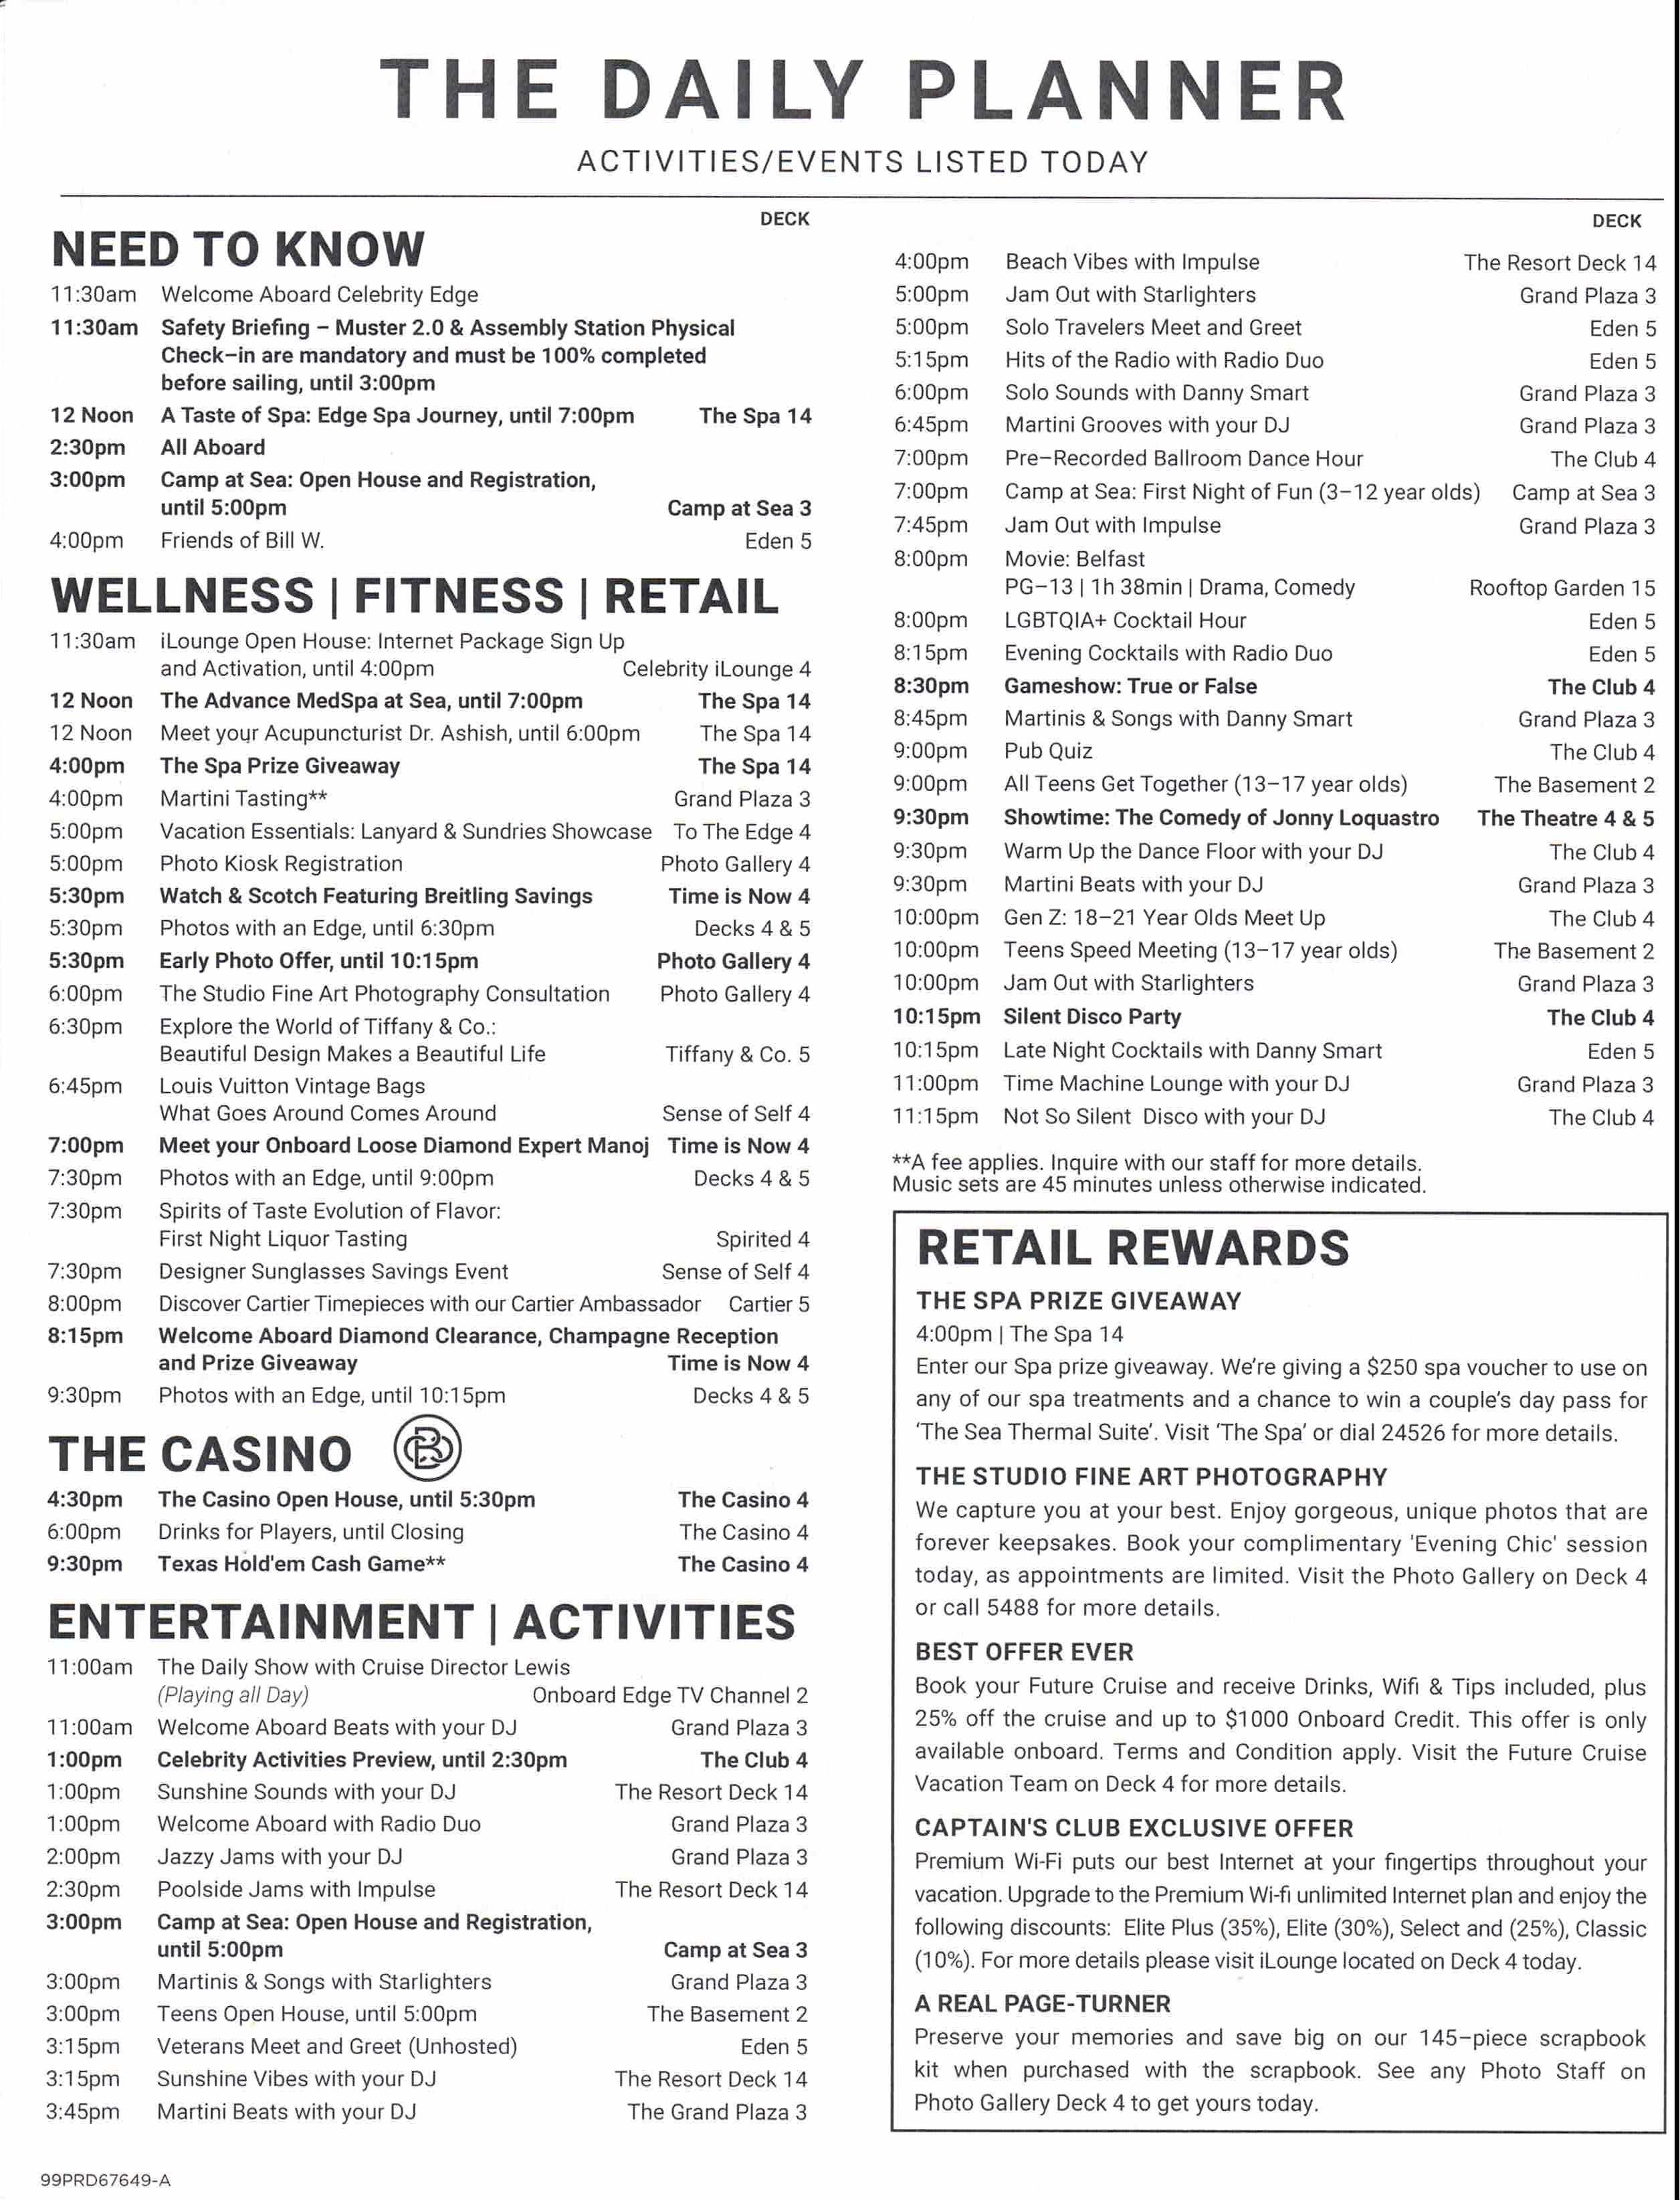 THE DAILY PLANNER
ACTIVITIES/EVENTS LISTED TODAY
DECK
NEED TO KNOW
11:30am Welcome Aboard Celebrity Edge
11:30am Safety Briefing – Muster 2.0 & Assembly Station Physical
Check–in are mandatory and must be 100% completed
before sailing, until 3:00pm
12 Noon A Taste of Spa: Edge Spa Journey, until 7:00pm The Spa 14
2:30pm All Aboard
3:00pm Camp at Sea: Open House and Registration,
until 5:00pm Camp at Sea 3
4:00pm Friends of Bill W. Eden 5
WELLNESS | FITNESS | RETAIL
11:30am iLounge Open House: Internet Package Sign Up
and Activation, until 4:00pm Celebrity iLounge 4
12 Noon The Advance MedSpa at Sea, until 7:00pm The Spa 14
12 Noon Meet your Acupuncturist Dr. Ashish, until 6:00pm The Spa 14
4:00pm The Spa Prize Giveaway The Spa 14
4:00pm Martini Tasting** Grand Plaza 3
5:00pm Vacation Essentials: Lanyard & Sundries Showcase To The Edge 4
5:00pm Photo Kiosk Registration Photo Gallery 4
5:30pm Watch & Scotch Featuring Breitling Savings Time is Now 4
5:30pm Photos with an Edge, until 6:30pm Decks 4 & 5
5:30pm Early Photo Offer, until 10:15pm Photo Gallery 4
6:00pm The Studio Fine Art Photography Consultation Photo Gallery 4
6:30pm Explore the World of Tiffany & Co.:
Beautiful Design Makes a Beautiful Life Tiffany & Co. 5
6:45pm Louis Vuitton Vintage Bags
What Goes Around Comes Around Sense of Self 4
7:00pm Meet your Onboard Loose Diamond Expert Manoj Time is Now 4
7:30pm Photos with an Edge, until 9:00pm Decks 4 & 5
7:30pm Spirits of Taste Evolution of Flavor:
First Night Liquor Tasting Spirited 4
7:30pm Designer Sunglasses Savings Event Sense of Self 4
8:00pm Discover Cartier Timepieces with our Cartier Ambassador Cartier 5
8:15pm Welcome Aboard Diamond Clearance, Champagne Reception
and Prize Giveaway Time is Now 4
9:30pm Photos with an Edge, until 10:15pm Decks 4 & 5
THE CASINO
4:30pm The Casino Open House, until 5:30pm The Casino 4
6:00pm Drinks for Players, until Closing The Casino 4
9:30pm Texas Hold'em Cash Game** The Casino 4
ENTERTAINMENT | ACTIVITIES
11:00am The Daily Show with Cruise Director Lewis
(Playing all Day) Onboard Edge TV Channel 2
11:00am Welcome Aboard Beats with your DJ Grand Plaza 3
1:00pm Celebrity Activities Preview, until 2:30pm The Club 4
1:00pm Sunshine Sounds with your DJ The Resort Deck 14
1:00pm Welcome Aboard with Radio Duo Grand Plaza 3
2:00pm Jazzy Jams with your DJ Grand Plaza 3
2:30pm Poolside Jams with Impulse The Resort Deck 14
3:00pm Camp at Sea: Open House and Registration,
until 5:00pm Camp at Sea 3
3:00pm Martinis & Songs with Starlighters Grand Plaza 3
3:00pm Teens Open House, until 5:00pm The Basement 2
3:15pm Veterans Meet and Greet (Unhosted) Eden 5
3:15pm Sunshine Vibes with your DJ The Resort Deck 14
3:45pm Martini Beats with your DJ The Grand Plaza 3
99PRD67649-A
DECK
4:00pm Beach Vibes with Impulse The Resort Deck 14
5:00pm Jam Out with Starlighters Grand Plaza 3
5:00pm Solo Travelers Meet and Greet Eden 5
5:15pm Hits of the Radio with Radio Duo Eden 5
6:00pm Solo Sounds with Danny Smart Grand Plaza 3
6:45pm Martini Grooves with your DJ Grand Plaza 3
7:00pm Pre–Recorded Ballroom Dance Hour The Club 4
7:00pm Camp at Sea: First Night of Fun (3–12 year olds) Camp at Sea 3
7:45pm Jam Out with Impulse Grand Plaza 3
8:00pm Movie: Belfast
PG–13 | 1h 38min | Drama, Comedy Rooftop Garden 15
8:00pm LGBTQIA+ Cocktail Hour Eden 5
8:15pm Evening Cocktails with Radio Duo Eden 5
8:30pm Gameshow: True or False The Club 4
8:45pm Martinis & Songs with Danny Smart Grand Plaza 3
9:00pm Pub Quiz The Club 4
9:00pm All Teens Get Together (13–17 year olds) The Basement 2
9:30pm Showtime: The Comedy of Jonny Loquastro The Theatre 4 & 5
9:30pm Warm Up the Dance Floor with your DJ The Club 4
9:30pm Martini Beats with your DJ Grand Plaza 3
10:00pm Gen Z: 18–21 Year Olds Meet Up The Club 4
10:00pm Teens Speed Meeting (13–17 year olds) The Basement 2
10:00pm Jam Out with Starlighters Grand Plaza 3
10:15pm Silent Disco Party The Club 4
10:15pm Late Night Cocktails with Danny Smart Eden 5
11:00pm Time Machine Lounge with your DJ Grand Plaza 3
11:15pm Not So Silent Disco with your DJ The Club 4
**A fee applies. Inquire with our staff for more details.
Music sets are 45 minutes unless otherwise indicated.
RETAIL REWARDS
THE SPA PRIZE GIVEAWAY
4:00pm | The Spa 14
Enter our Spa prize giveaway. We're giving a $250 spa voucher to use on
any of our spa treatments and a chance to win a couple's day pass for
'The Sea Thermal Suite'. Visit 'The Spa' or dial 24526 for more details.
THE STUDIO FINE ART PHOTOGRAPHY
We capture you at your best. Enjoy gorgeous, unique photos that are
forever keepsakes. Book your complimentary 'Evening Chic' session
today, as appointments are limited. Visit the Photo Gallery on Deck 4
or call 5488 for more details.
BEST OFFER EVER
Book your Future Cruise and receive Drinks, Wifi & Tips included, plus
25% off the cruise and up to $1000 Onboard Credit. This offer is only
available onboard. Terms and Condition apply. Visit the Future Cruise
Vacation Team on Deck 4 for more details.
CAPTAIN'S CLUB EXCLUSIVE OFFER
Premium Wi-Fi puts our best Internet at your fingertips throughout your
vacation. Upgrade to the Premium Wi-fi unlimited Internet plan and enjoy the
following discounts: Elite Plus (35%), Elite (30%), Select and (25%), Classic
(10%). For more details please visit iLounge located on Deck 4 today.
A REAL PAGE-TURNER
Preserve your memories and save big on our 145–piece scrapbook
kit when purchased with the scrapbook. See any Photo Staff on
Photo Gallery Deck 4 to get yours today.